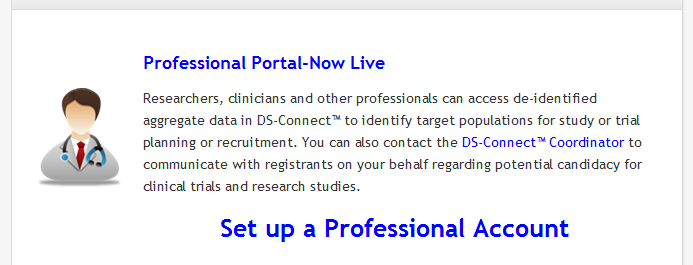 Professional Portal-Now Live
Researchers, clinicians and other professionals can access de-identified
aggregate data in DS-Connect™ to identify target populations for study or trial
planning or recruitment. You can also contact the DS-Connect™ Coordinator to
communicate with registrants on your behalf regarding potential candidacy for
clinical trials and research studies.
Set up a Professional Account